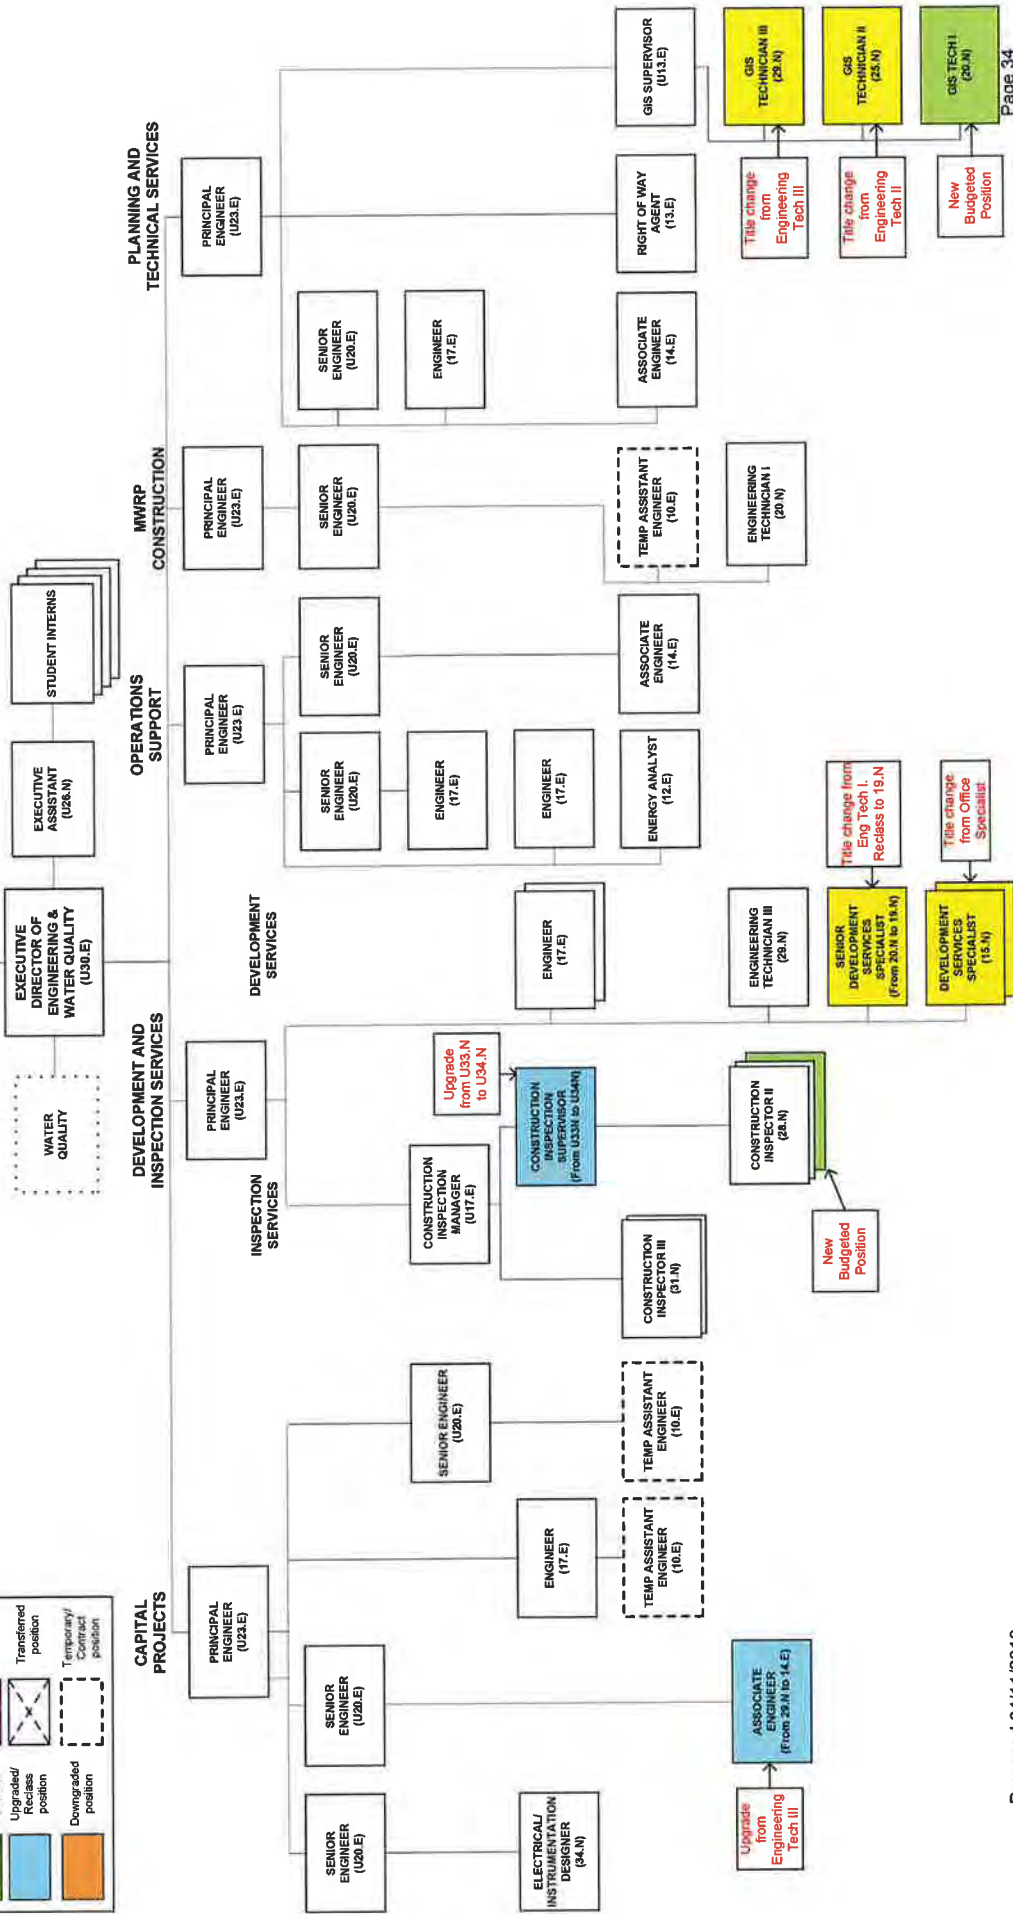 Upgraded/
Reclass
position
Transferred
position
Downgraded
position
Temporary/
Contract
position
WATER
QUALITY
EXECUTIVE
DIRECTOR OF
ENGINEERING &
WATER QUALITY
(U30.E)
EXECUTIVE
ASSISTANT
(U26.N)
STUDENT INTERNS
CAPITAL
PROJECTS
PRINCIPAL
ENGINEER
(U23.E)
SENIOR
ENGINEER
(U20.E)
ELECTRICAL/
INSTRUMENTATION
DESIGNER
(34.N)
SENIOR
ENGINEER
(U20.E)
ASSOCIATE
ENGINEER
(From 29.N to 14.E)
Upgrade
from
Engineering
Tech III
ENGINEER
(17.E)
TEMP ASSISTANT
ENGINEER
(10.E)
SENIOR ENGINEER
(U20.E)
TEMP ASSISTANT
ENGINEER
(10.E)
DEVELOPMENT AND
INSPECTION SERVICES
PRINCIPAL
ENGINEER
(U23.E)
INSPECTION
SERVICES
CONSTRUCTION
INSPECTION
MANAGER
(U17.E)
CONSTRUCTION
INSPECTOR III
(31.N)
Upgrade
from U33.N
to U34.N
CONSTRUCTION
INSPECTION
SUPERVISOR
(From U33N to U34N)
CONSTRUCTION
INSPECTOR II
(28.N)
New
Budgeted
Position
DEVELOPMENT
SERVICES
ENGINEER
(17.E)
ENGINEERING
TECHNICIAN III
(29.N)
SENIOR
DEVELOPMENT
SERVICES
SPECIALIST
(From 20.N to 19.N)
Title change from
Eng Tech I.
Reclass to 19.N
DEVELOPMENT
SERVICES
SPECIALIST
(15.N)
Title change
from Office
Specialist
OPERATIONS
SUPPORT
PRINCIPAL
ENGINEER
(U23 E)
SENIOR
ENGINEER
(U20.E)
ENGINEER
(17.E)
ENGINEER
(17.E)
ENERGY ANALYST
(12.E)
SENIOR
ENGINEER
(U20.E)
ASSOCIATE
ENGINEER
(14.E)
MWRP
CONSTRUCTION
PRINCIPAL
ENGINEER
(U23.E)
SENIOR
ENGINEER
(U20.E)
TEMP ASSISTANT
ENGINEER
(10.E)
ENGINEERING
TECHNICIAN I
(20.N)
PLANNING AND
TECHNICAL SERVICES
PRINCIPAL
ENGINEER
(U23.E)
SENIOR
ENGINEER
(U20.E)
ENGINEER
(17.E)
ASSOCIATE
ENGINEER
(14.E)
RIGHT OF WAY
AGENT
(13.E)
GIS SUPERVISOR
(U13.E)
Title change
from
Engineering
Tech III
GIS
TECHNICIAN III
(29.N)
Title change
from
Engineering
Tech II
GIS
TECHNICIAN II
(25.N)
New
Budgeted
Position
GIS TECH I
(20.N)
Page 34